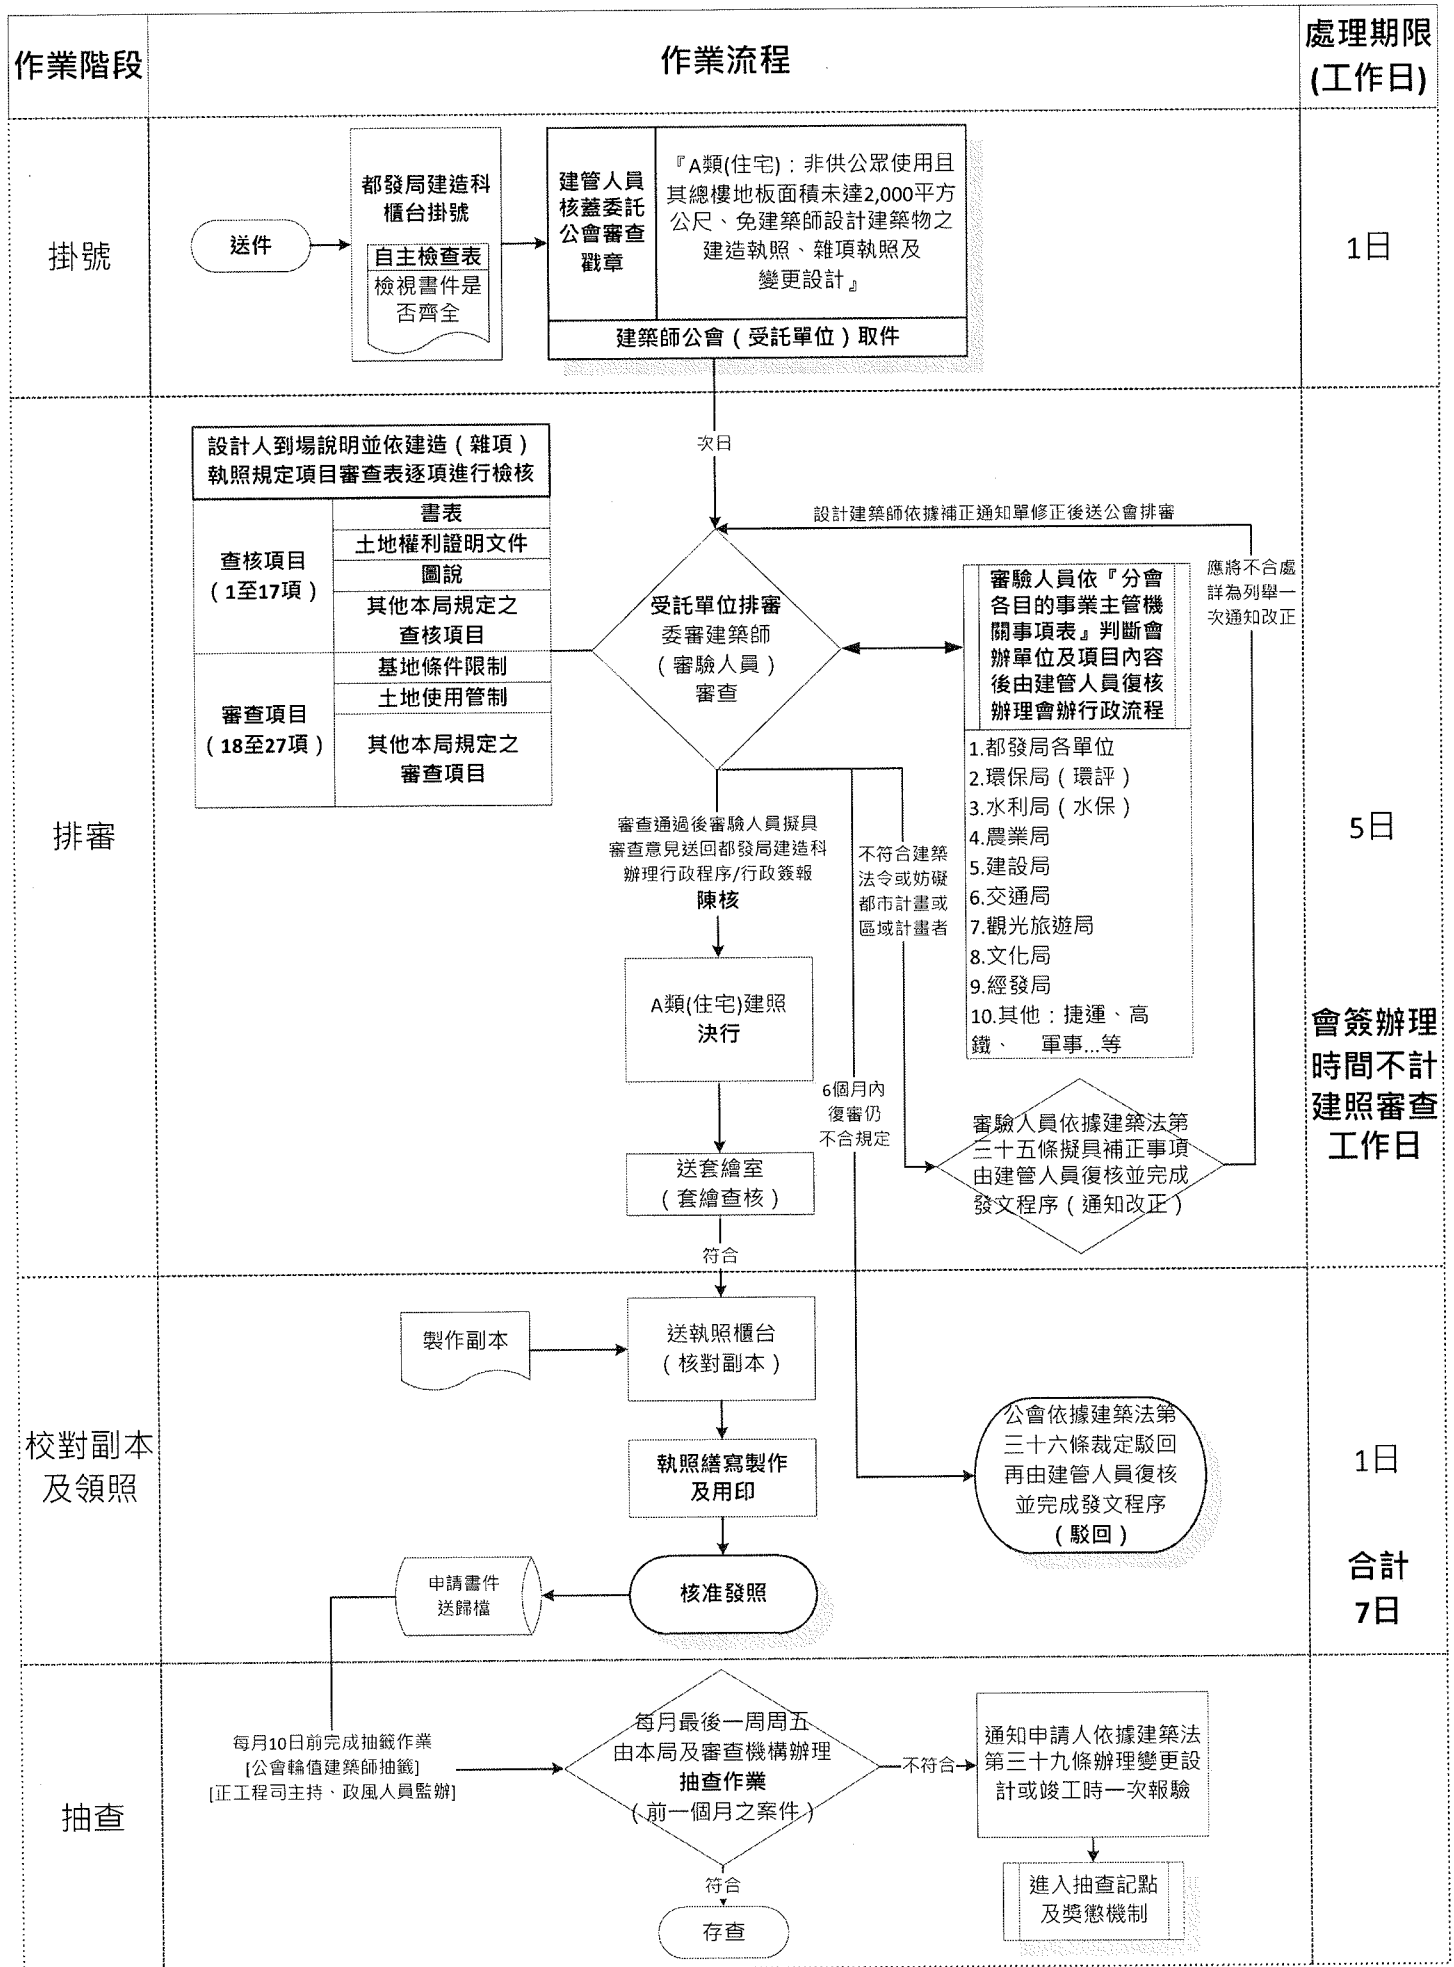 作業階段
作業流程
處理期限
(工作日)
掛號
送件
都發局建造科
櫃台掛號
自主檢查表
檢視書件是
否齊全
建管人員
核蓋委託
公會審查
戳章
『A類(住宅)：非供公眾使用且
其總樓地板面積未達2,000平方
公尺、免建築師設計建築物之
建造執照、雜項執照及
變更設計』
建築師公會（受託單位）取件
1日
排審
次日
設計人到場說明並依建造（雜項）
執照規定項目審查表逐項進行檢核
查核項目
（1至17項）
書表
土地權利證明文件
圖說
其他本局規定之
查核項目
審查項目
（18至27項）
基地條件限制
土地使用管制
其他本局規定之
審查項目
受託單位排審
委審建築師
（審驗人員）
審查
設計建築師依據補正通知單修正後送公會排審
應將不合處
詳為列舉一
次通知改正
審驗人員依『分會
各目的事業主管機
關事項表』判斷會
辦單位及項目內容
後由建管人員復核
辦理會辦行政流程
1.都發局各單位
2.環保局（環評）
3.水利局（水保）
4.農業局
5.建設局
6.交通局
7.觀光旅遊局
8.文化局
9.經發局
10.其他：捷運、高
鐵、 軍事...等
審查通過後審驗人員擬具
審查意見送回都發局建造科
辦理行政程序/行政簽報
陳核
不符合建築
法令或妨礙
都市計畫或
區域計畫者
A類(住宅)建照
決行
6個月內
復審仍
不合規定
審驗人員依據建築法第
三十五條擬具補正事項
由建管人員復核並完成
發文程序（通知改正）
送套繪室
（套繪查核）
符合
5日
會簽辦理
時間不計
建照審查
工作日
校對副本
及領照
製作副本
送執照櫃台
（核對副本）
執照繕寫製作
及用印
核准發照
申請書件
送歸檔
公會依據建築法第
三十六條裁定駁回
再由建管人員復核
並完成發文程序
（駁回）
1日
合計
7日
抽查
每月10日前完成抽籤作業
[公會輪值建築師抽籤]
[正工程司主持、政風人員監辦]
每月最後一周周五
由本局及審查機構辦理
抽查作業
（前一個月之案件）
不符合
通知申請人依據建築法
第三十九條辦理變更設
計或竣工時一次報驗
符合
存查
進入抽查記點
及獎懲機制